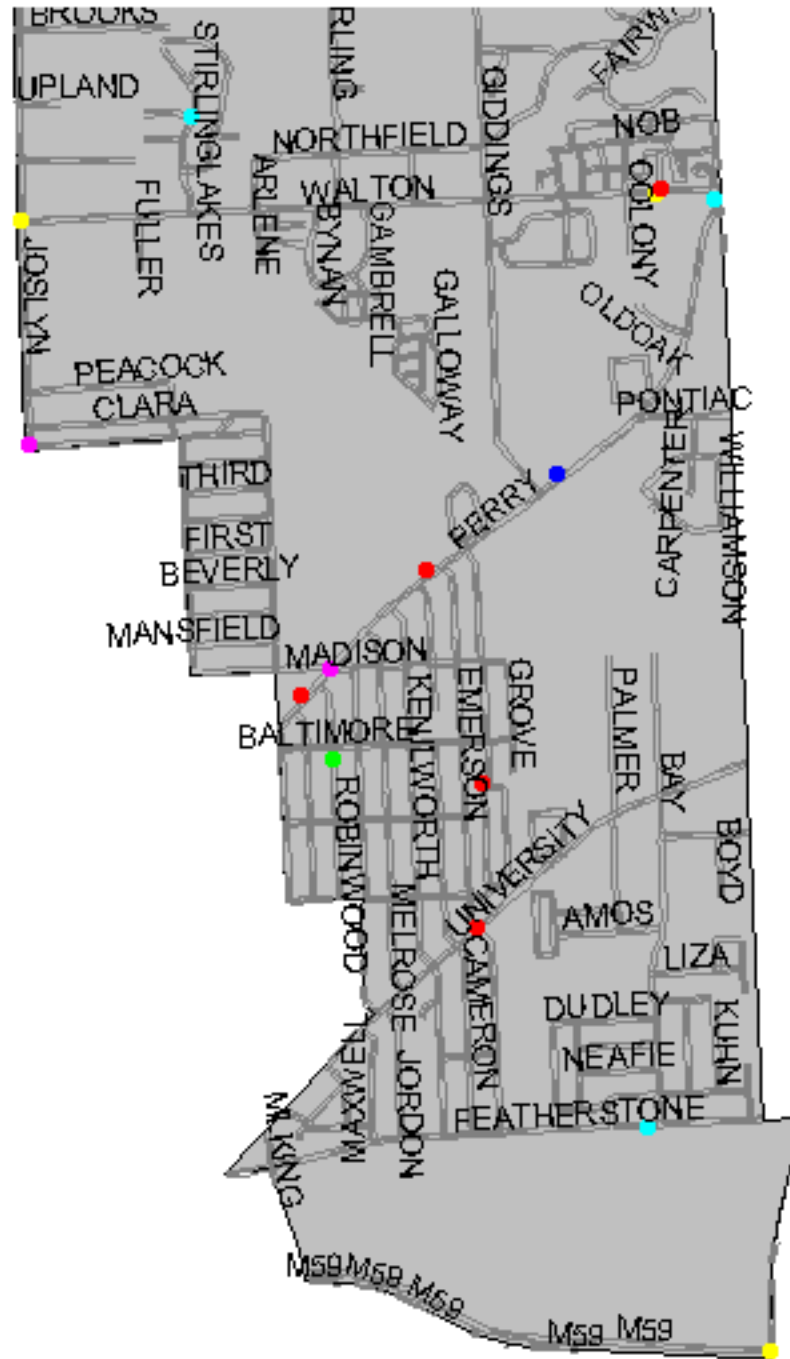 BROOKS
STIRLINGLAKES
RLING
FAIRW
UPLAND
GIDDINGS
NOB
NORTHFIELD
ARLENE
WALTON
COLONY
FULLER
BYNAN
GAMBRELL
JOSLYN
GALLOWAY
OLDOAK
PEACOCK
CLARA
PONTIAC
CARPENTER
WILLIAMSON
THIRD
PERRY
FIRST
BEVERLY
MANSFIELD
MADISON
KENILWORTH
EMERSON
GROVE
PALMER
BALTIMORE
BAY
ROBINWOOD
UNIVERSITY
BOYD
MELROSE
AMOS
CAMERON
LIZA
DUDLEY
KUHN
MAXWELL
JORDON
NEAFIE
MLKING
FEATHERSTONE
M59
M59
M59
M59
M59